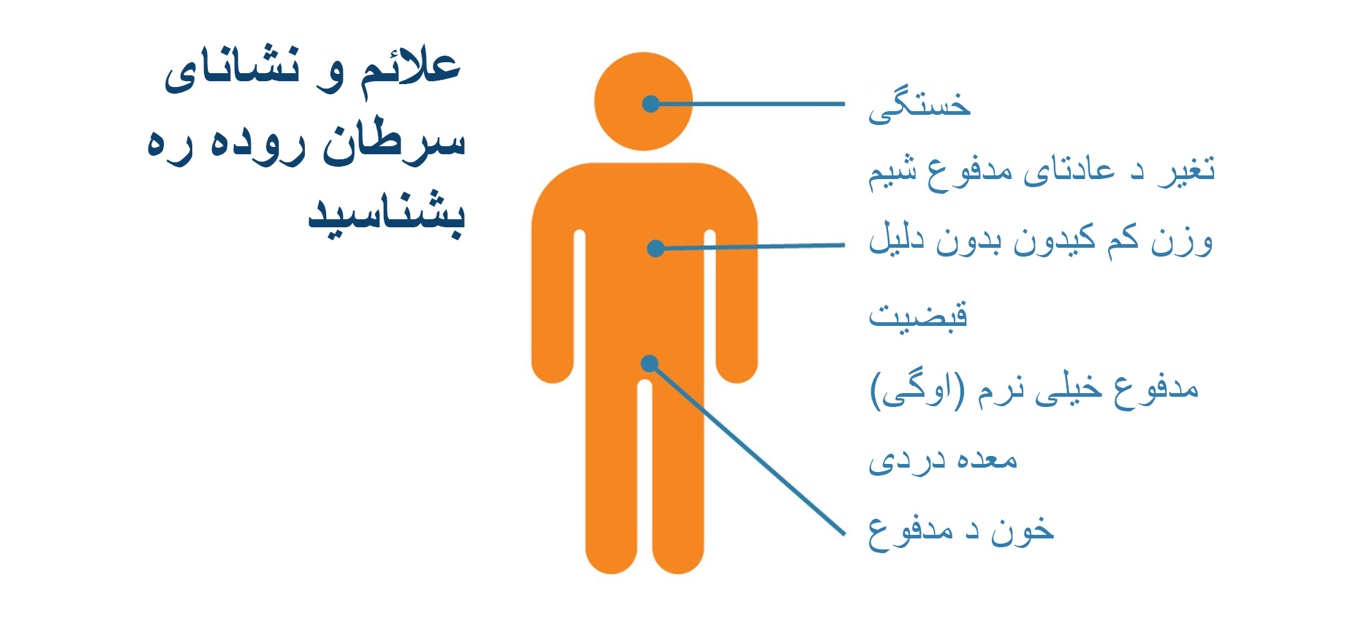 علائم و نشانای
سرطان روده ره
بشناسید
خستگی
تغیر د عادتای مدفوع شیم
وزن کم کیدون بدون دلیل
قبضیت
مدفوع خیلی نرم (اوگی)
معده دردی
خون د مدفوع